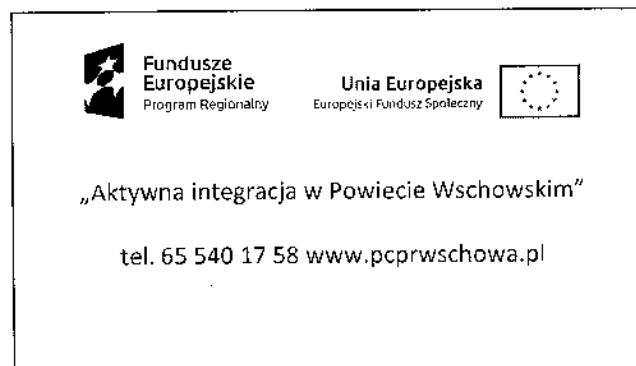 Fundusze
Europejskie
Program Regionalny
Unia Europejska
Europejski Fundusz Społeczny
„Aktywna integracja w Powiecie Wschowskim”
tel. 65 540 17 58 www.pcprwschowa.pl